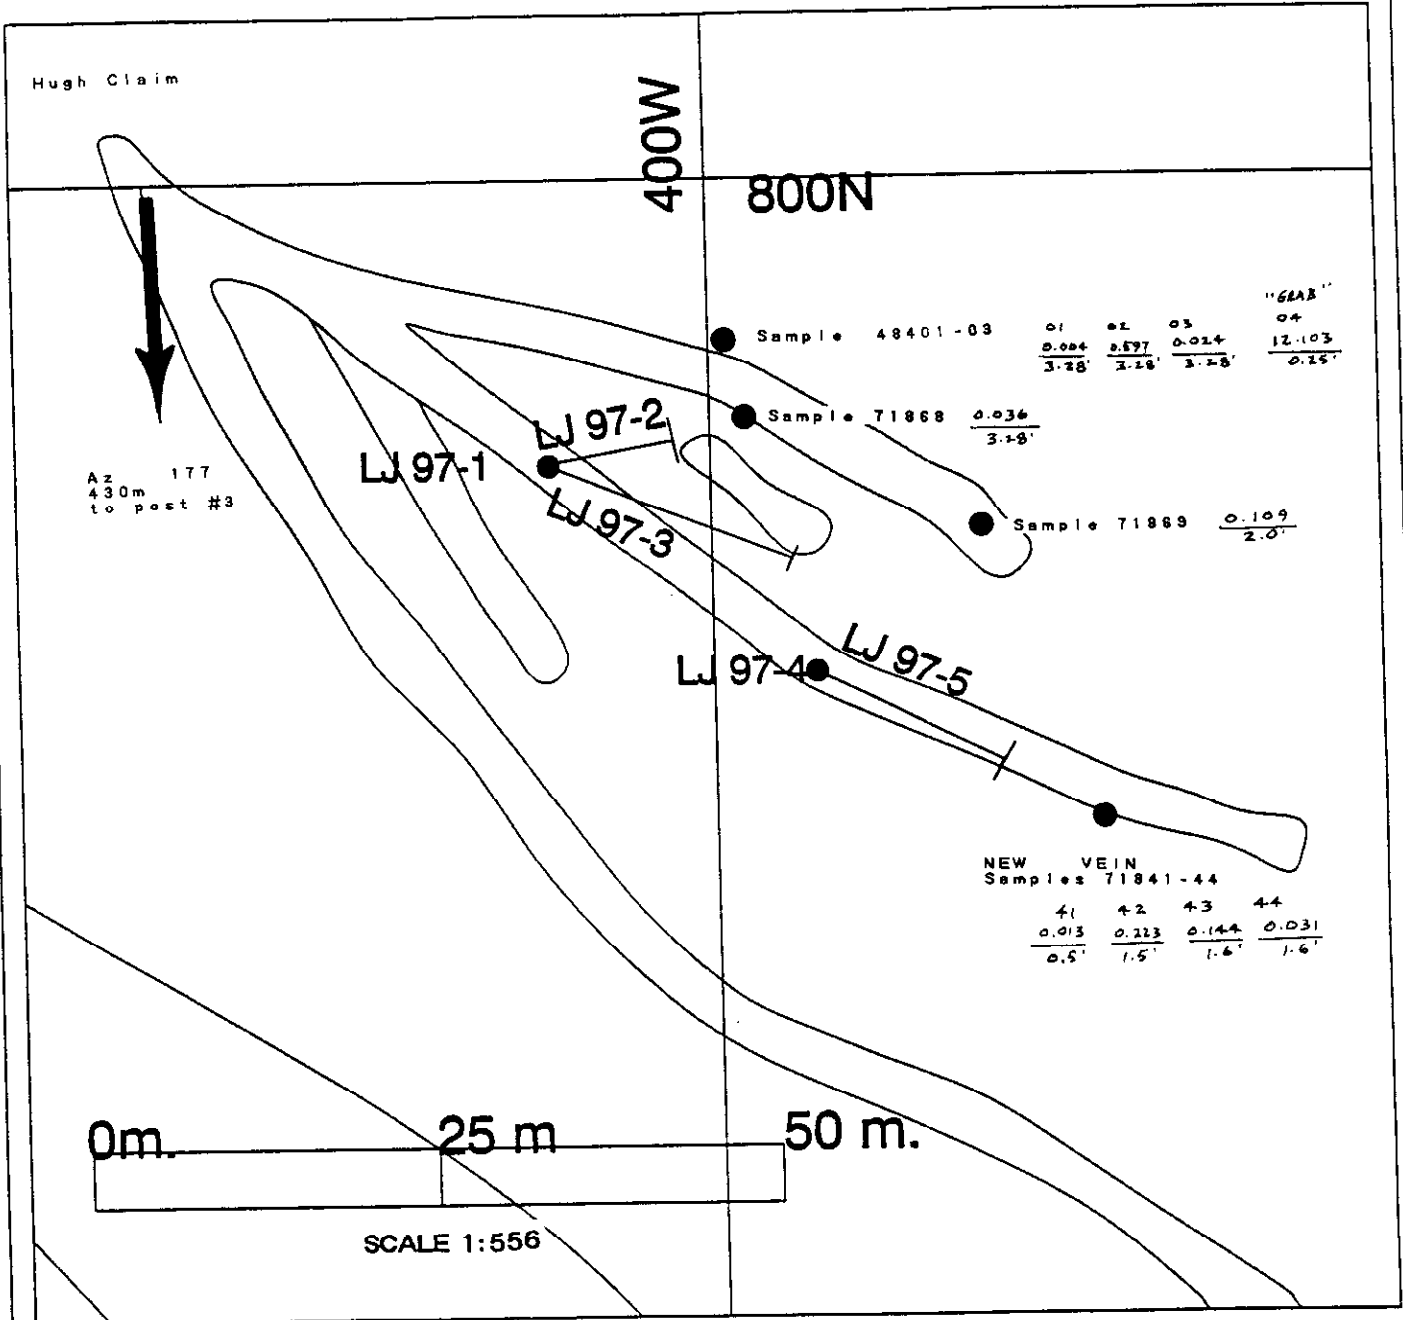 Hugh Claim
400W
800N
"GRAB"
Sample 48401-03 01 02 03 04
0.004 0.597 0.024 12.103
3.28' 3.28' 3.28' 0.25'
Sample 71868 0.036
3.28'
LJ 97-2
LJ 97-1
Az 177
430m
to post #3
LJ 97-3
Sample 71869 0.109
2.0'
LJ 97-5
LJ 97-4
NEW VEIN
Samples 71841-44
41 42 43 44
0.013 0.223 0.144 0.031
0.5' 1.5' 1.6' 1.6'
0m. 25 m 50 m.
SCALE 1:556